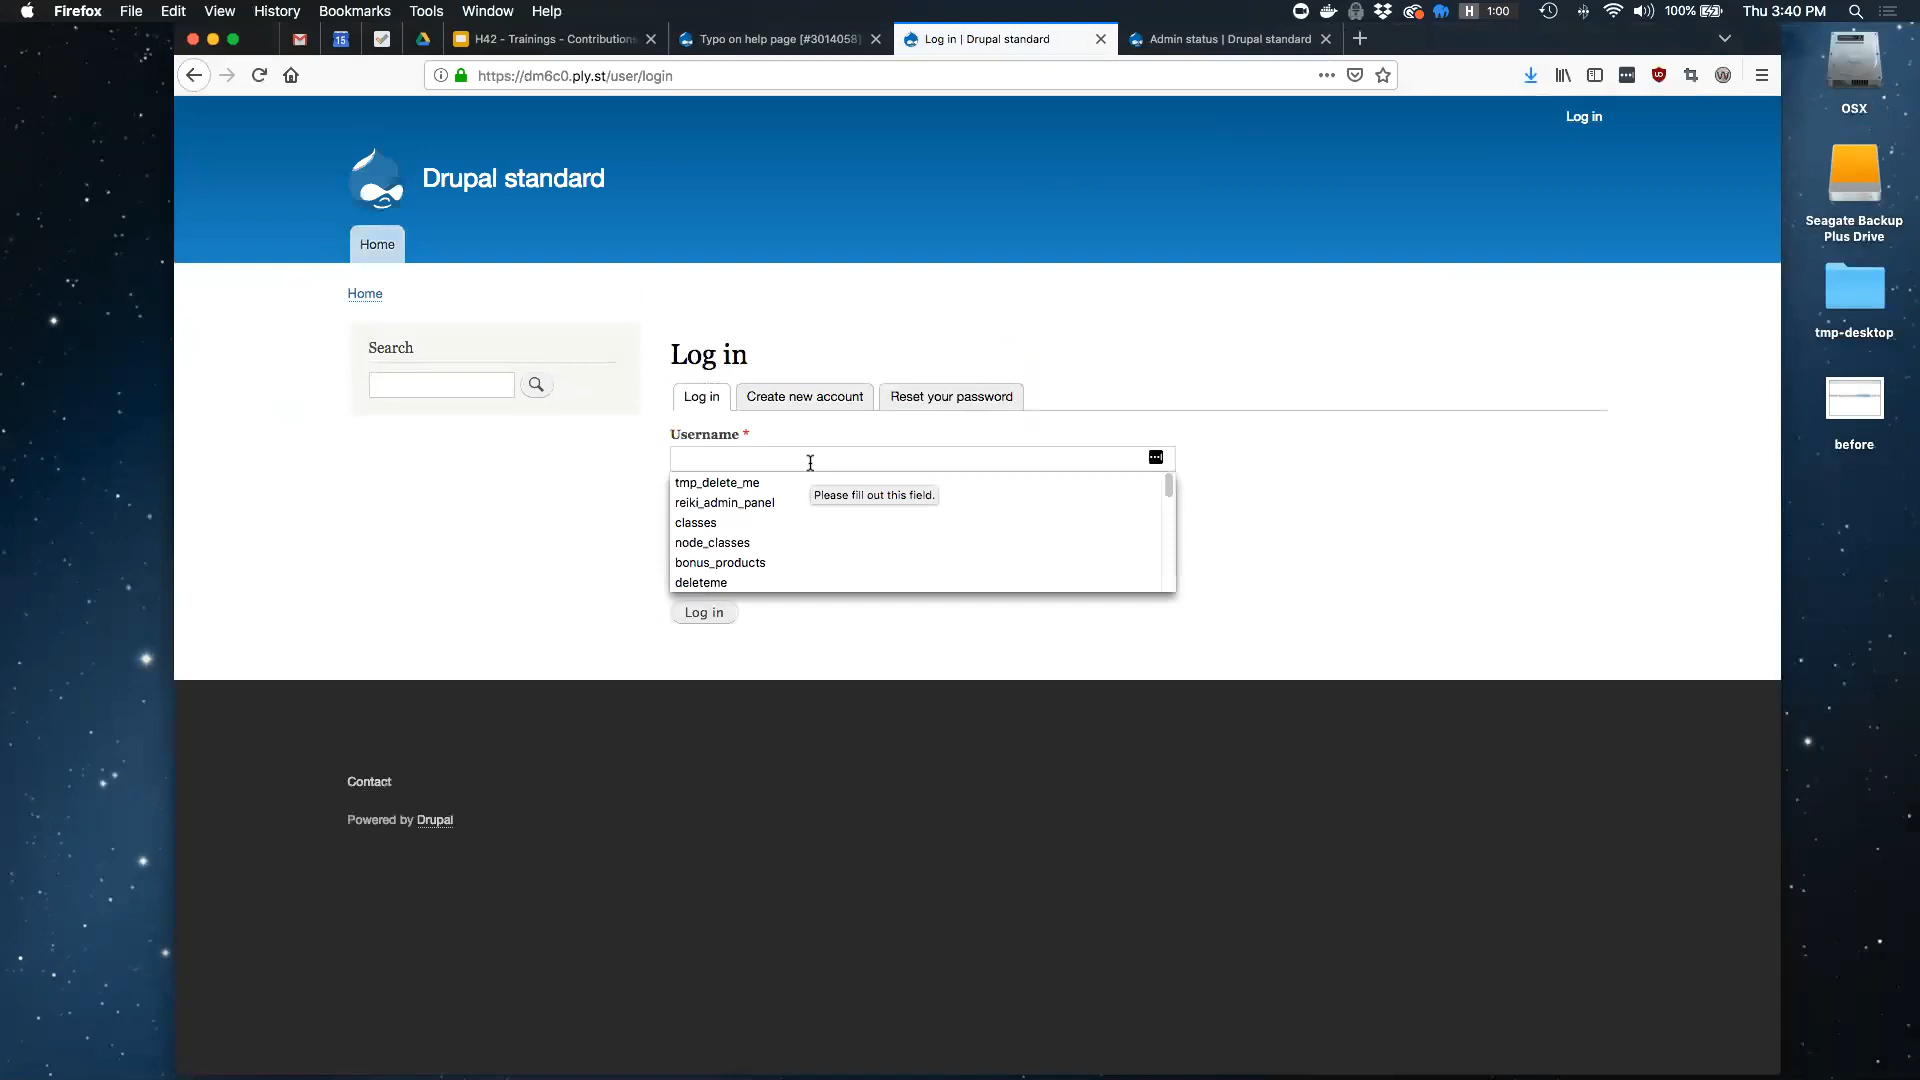 Firefox File Edit View History Bookmarks Tools Window Help H 1:00 100% Thu 3:40 PM
15 H42 - Trainings - Contributions Typo on help page [#3014058] Log in | Drupal standard Admin status | Drupal standard
https://dm6c0.ply.st/user/login
OSX
Log in
Drupal standard
Seagate Backup
Plus Drive
Home
Home
tmp-desktop
Search
Log in
Log in Create new account Reset your password
Username *
before
tmp_delete_me
Please fill out this field.
reiki_admin_panel
classes
node_classes
bonus_products
deleteme
Log in
Contact
Powered by Drupal